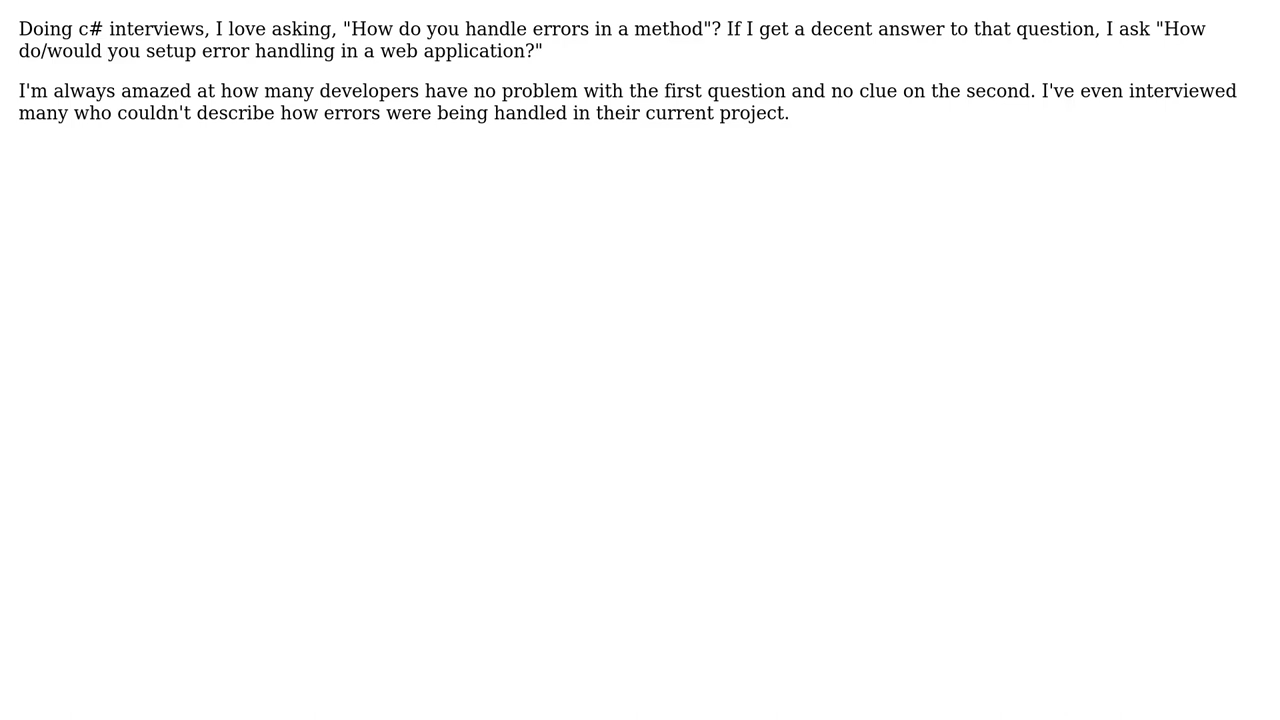 Doing c# interviews, I love asking, "How do you handle errors in a method"? If I get a decent answer to that question, I ask "How
do/would you setup error handling in a web application?"
I'm always amazed at how many developers have no problem with the first question and no clue on the second. I've even interviewed
many who couldn't describe how errors were being handled in their current project.